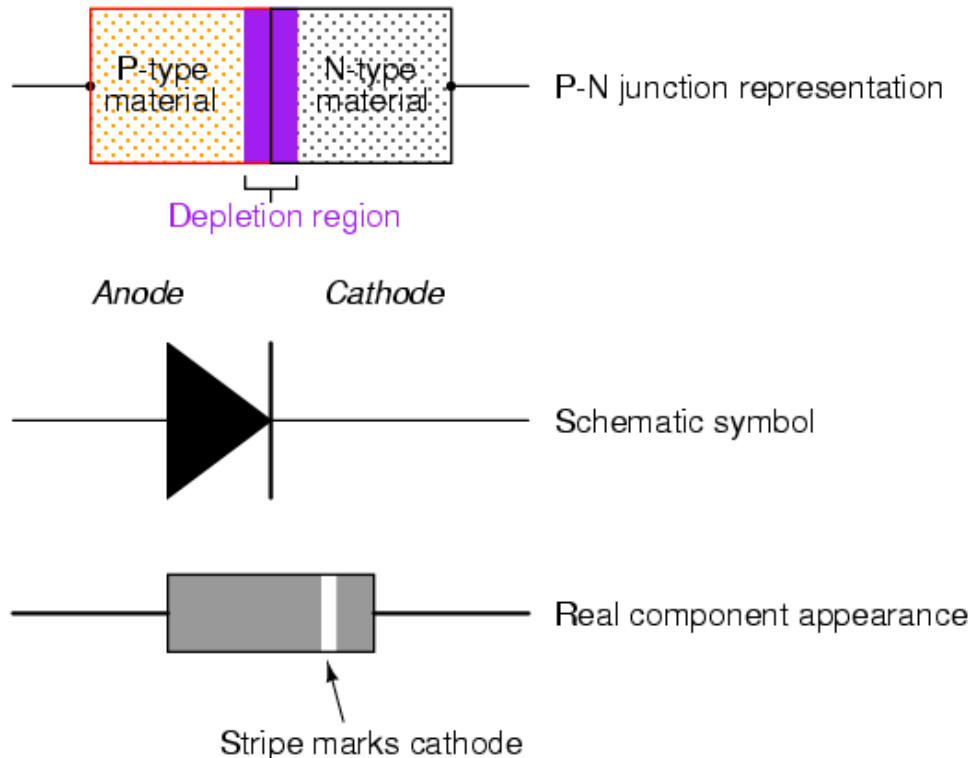 P-type
material
N-type
material
P-N junction representation
Depletion region
Anode
Cathode
Schematic symbol
Real component appearance
Stripe marks cathode